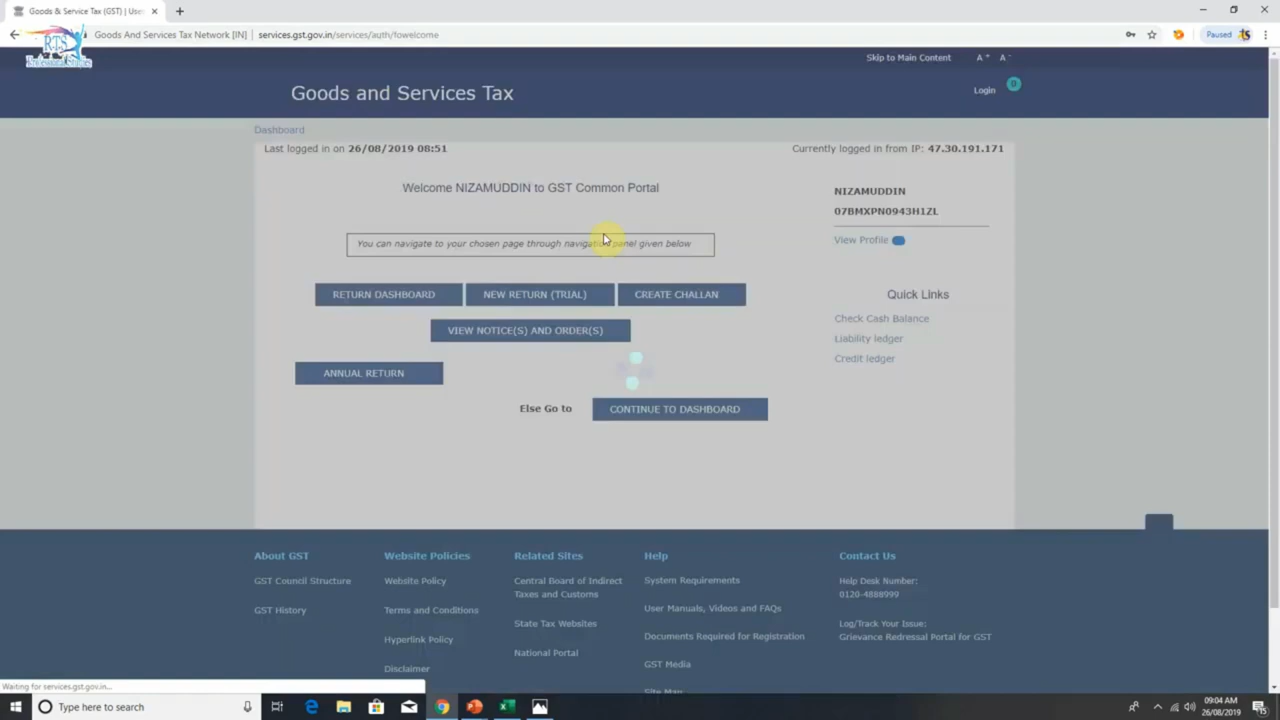 Goods & Service Tax (GST) | User
Goods And Services Tax Network [IN] services.gst.gov.in/services/auth/fowelcome
Paused
RTS
Skip to Main Content A+ A-
Goods and Services Tax
Login 0
Dashboard
Last logged in on 26/08/2019 08:51
Currently logged in from IP: 47.30.191.171
Welcome NIZAMUDDIN to GST Common Portal
NIZAMUDDIN
07BMXPN0943H1ZL
You can navigate to your chosen page through navigation panel given below
View Profile
RETURN DASHBOARD NEW RETURN (TRIAL) CREATE CHALLAN
VIEW NOTICE(S) AND ORDER(S)
ANNUAL RETURN
Else Go to CONTINUE TO DASHBOARD
Quick Links
Check Cash Balance
Liability ledger
Credit ledger
About GST
GST Council Structure
GST History
Website Policies
Website Policy
Terms and Conditions
Hyperlink Policy
Disclaimer
Related Sites
Central Board of Indirect
Taxes and Customs
State Tax Websites
National Portal
Help
System Requirements
User Manuals, Videos and FAQs
Documents Required for Registration
GST Media
Site Map
Contact Us
Help Desk Number:
0120-4888999
Log/Track Your Issue:
Grievance Redressal Portal for GST
Waiting for services.gst.gov.in...
Type here to search
09:04 AM
26/08/2019
15